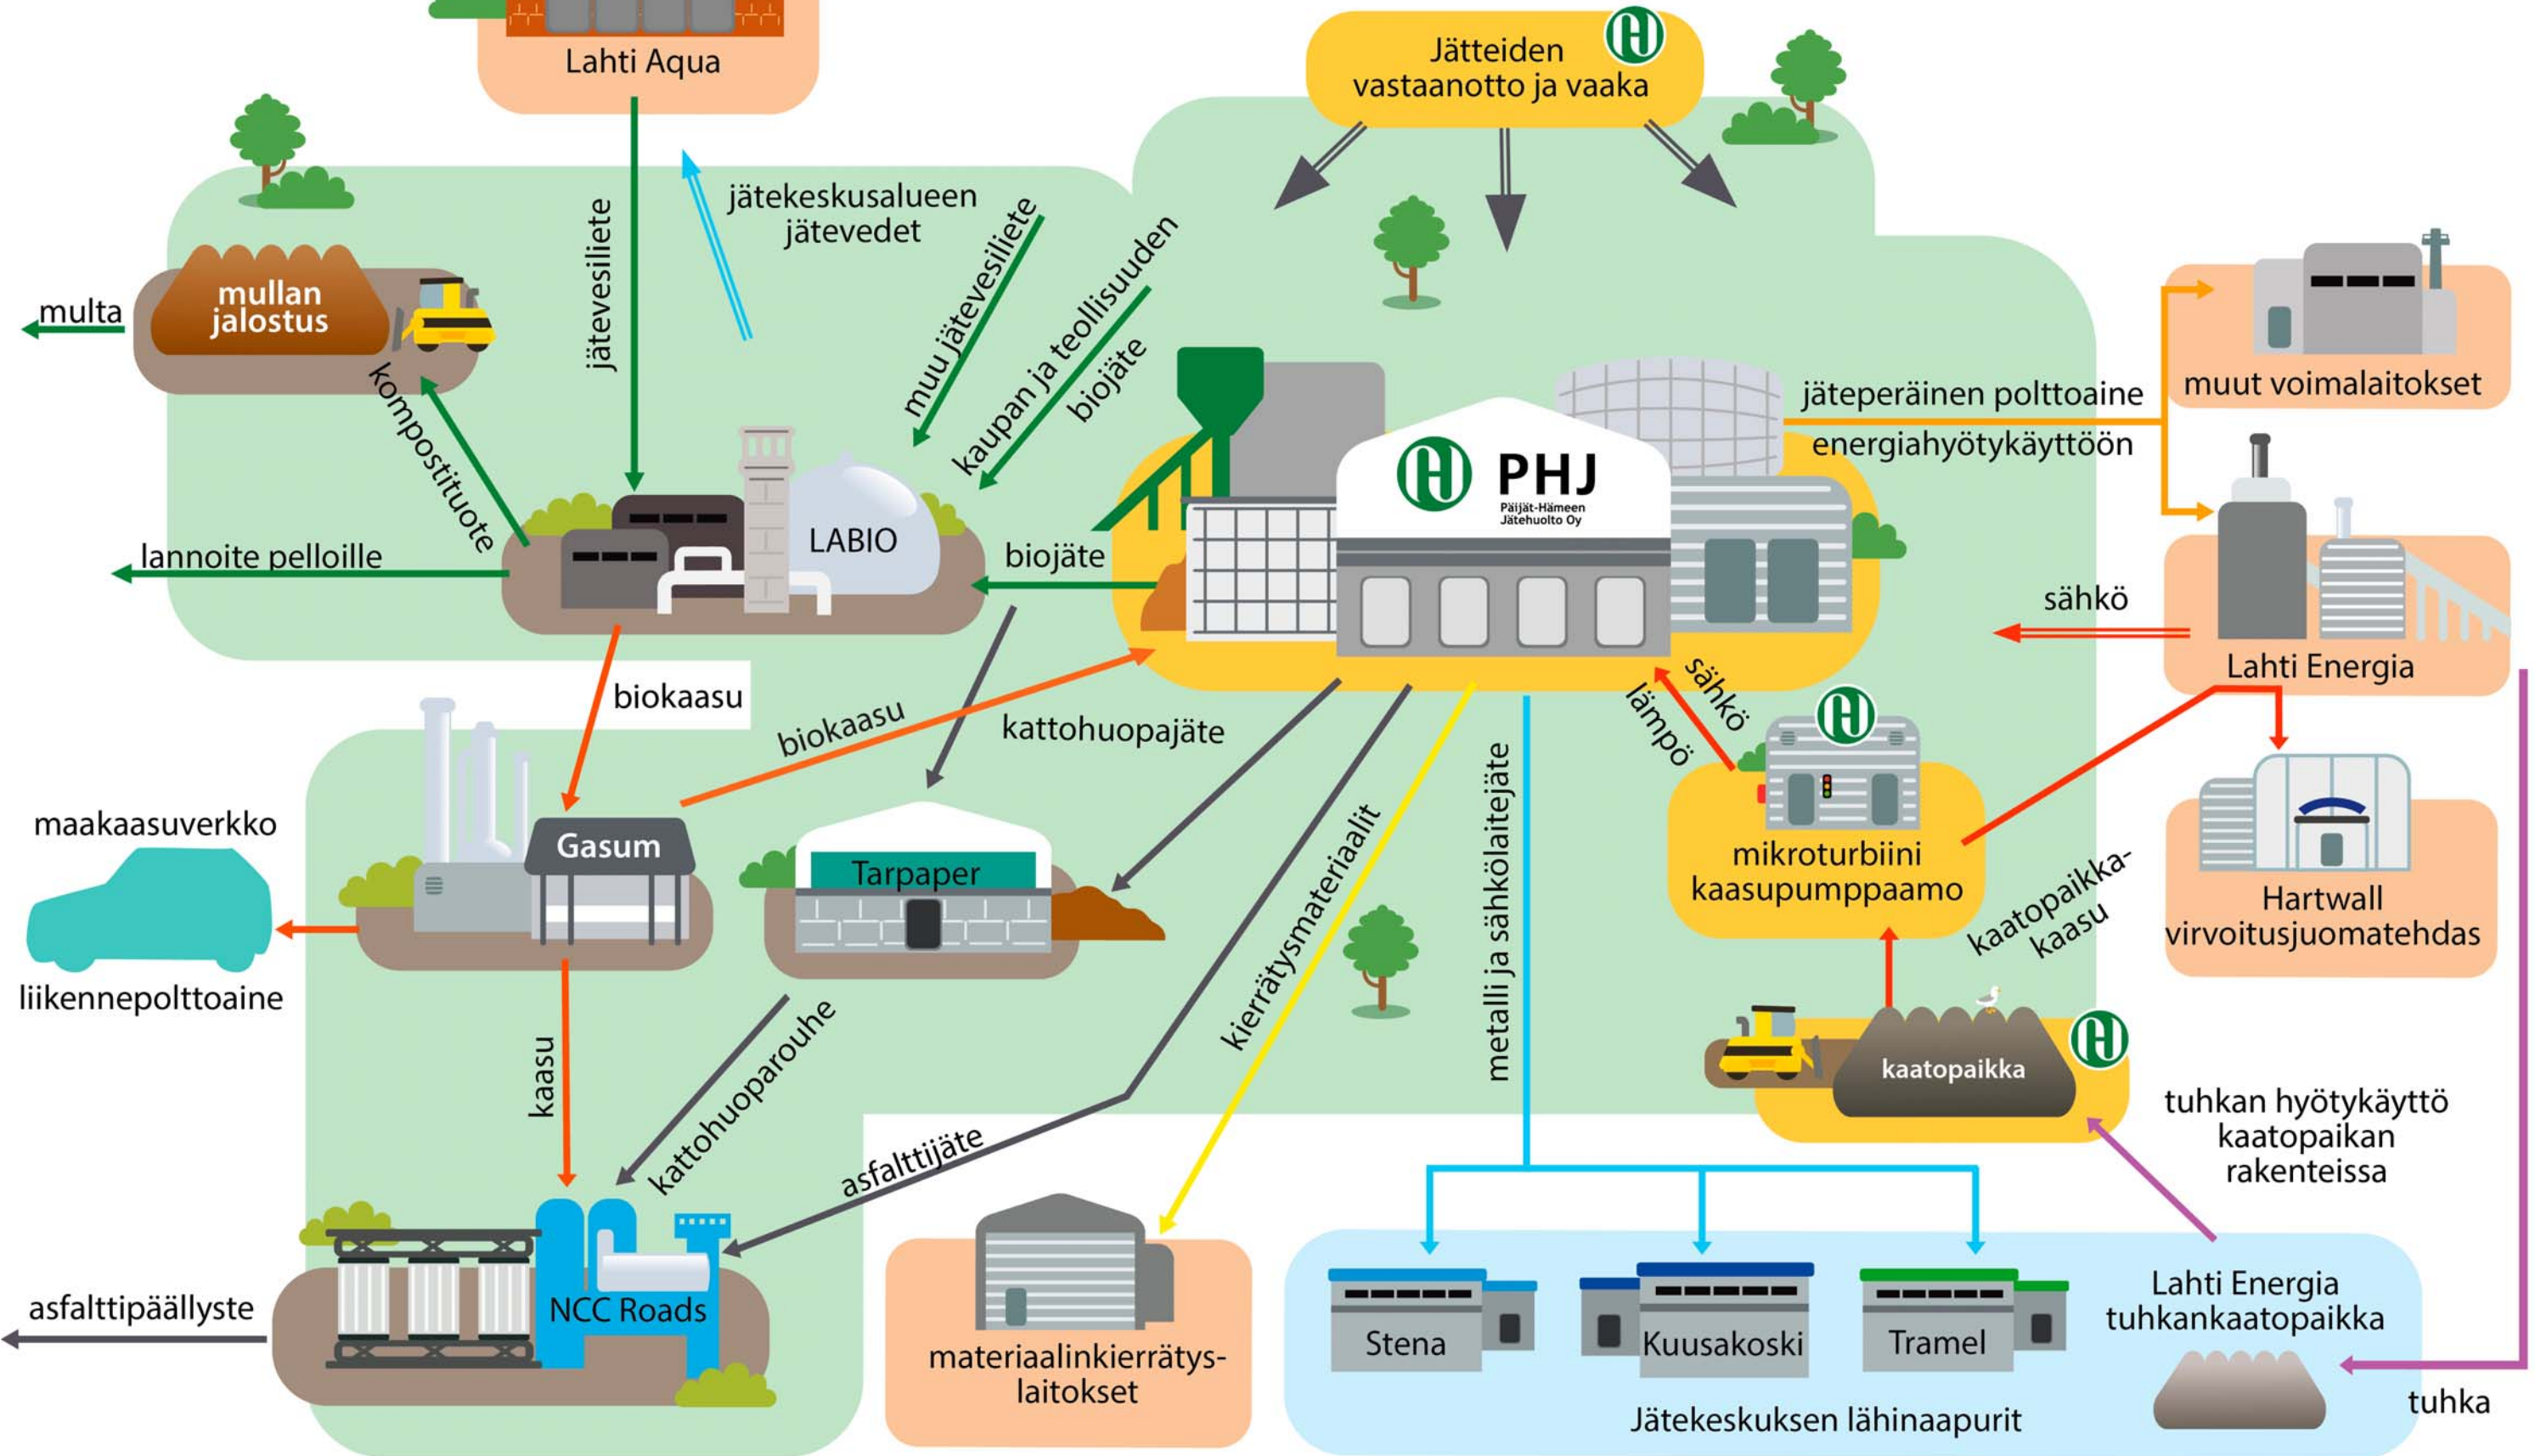 Lahti Aqua
Jätteiden
vastaanotto ja vaaka
jätevesiliete
jätekeskusalueen
jätevedet
muu jätevesiliete
kaupan ja teollisuuden
biojäte
multa
mullan
jalostus
kompostituote
lannoite pelloille
LABIO
biojäte
PHJ
Päijät-Hämeen
Jätehuolto Oy
jäteperäinen polttoaine
energiahyötykäyttöön
muut voimalaitokset
sähkö
Lahti Energia
biokaasu
biokaasu
kattohuopajäte
sähkö
lämpö
mikroturbiini
kaasupumppaamo
kaatopaikka-
kaasu
Hartwall
virvoitusjuomatehdas
maakaasuverkko
liikennepolttoaine
Gasum
Tarpaper
kierrätysmateriaalit
metalli ja sähkölaitejäte
kaatopaikka
tuhkan hyötykäyttö
kaatopaikan
rakenteissa
kaasu
kattohuoparouhe
asfalttijäte
asfalttipäällyste
NCC Roads
materiaalinkierrätys-
laitokset
Stena
Kuusakoski
Tramel
Lahti Energia
tuhkankaatopaikka
Jätekeskuksen lähinaapurit
tuhka